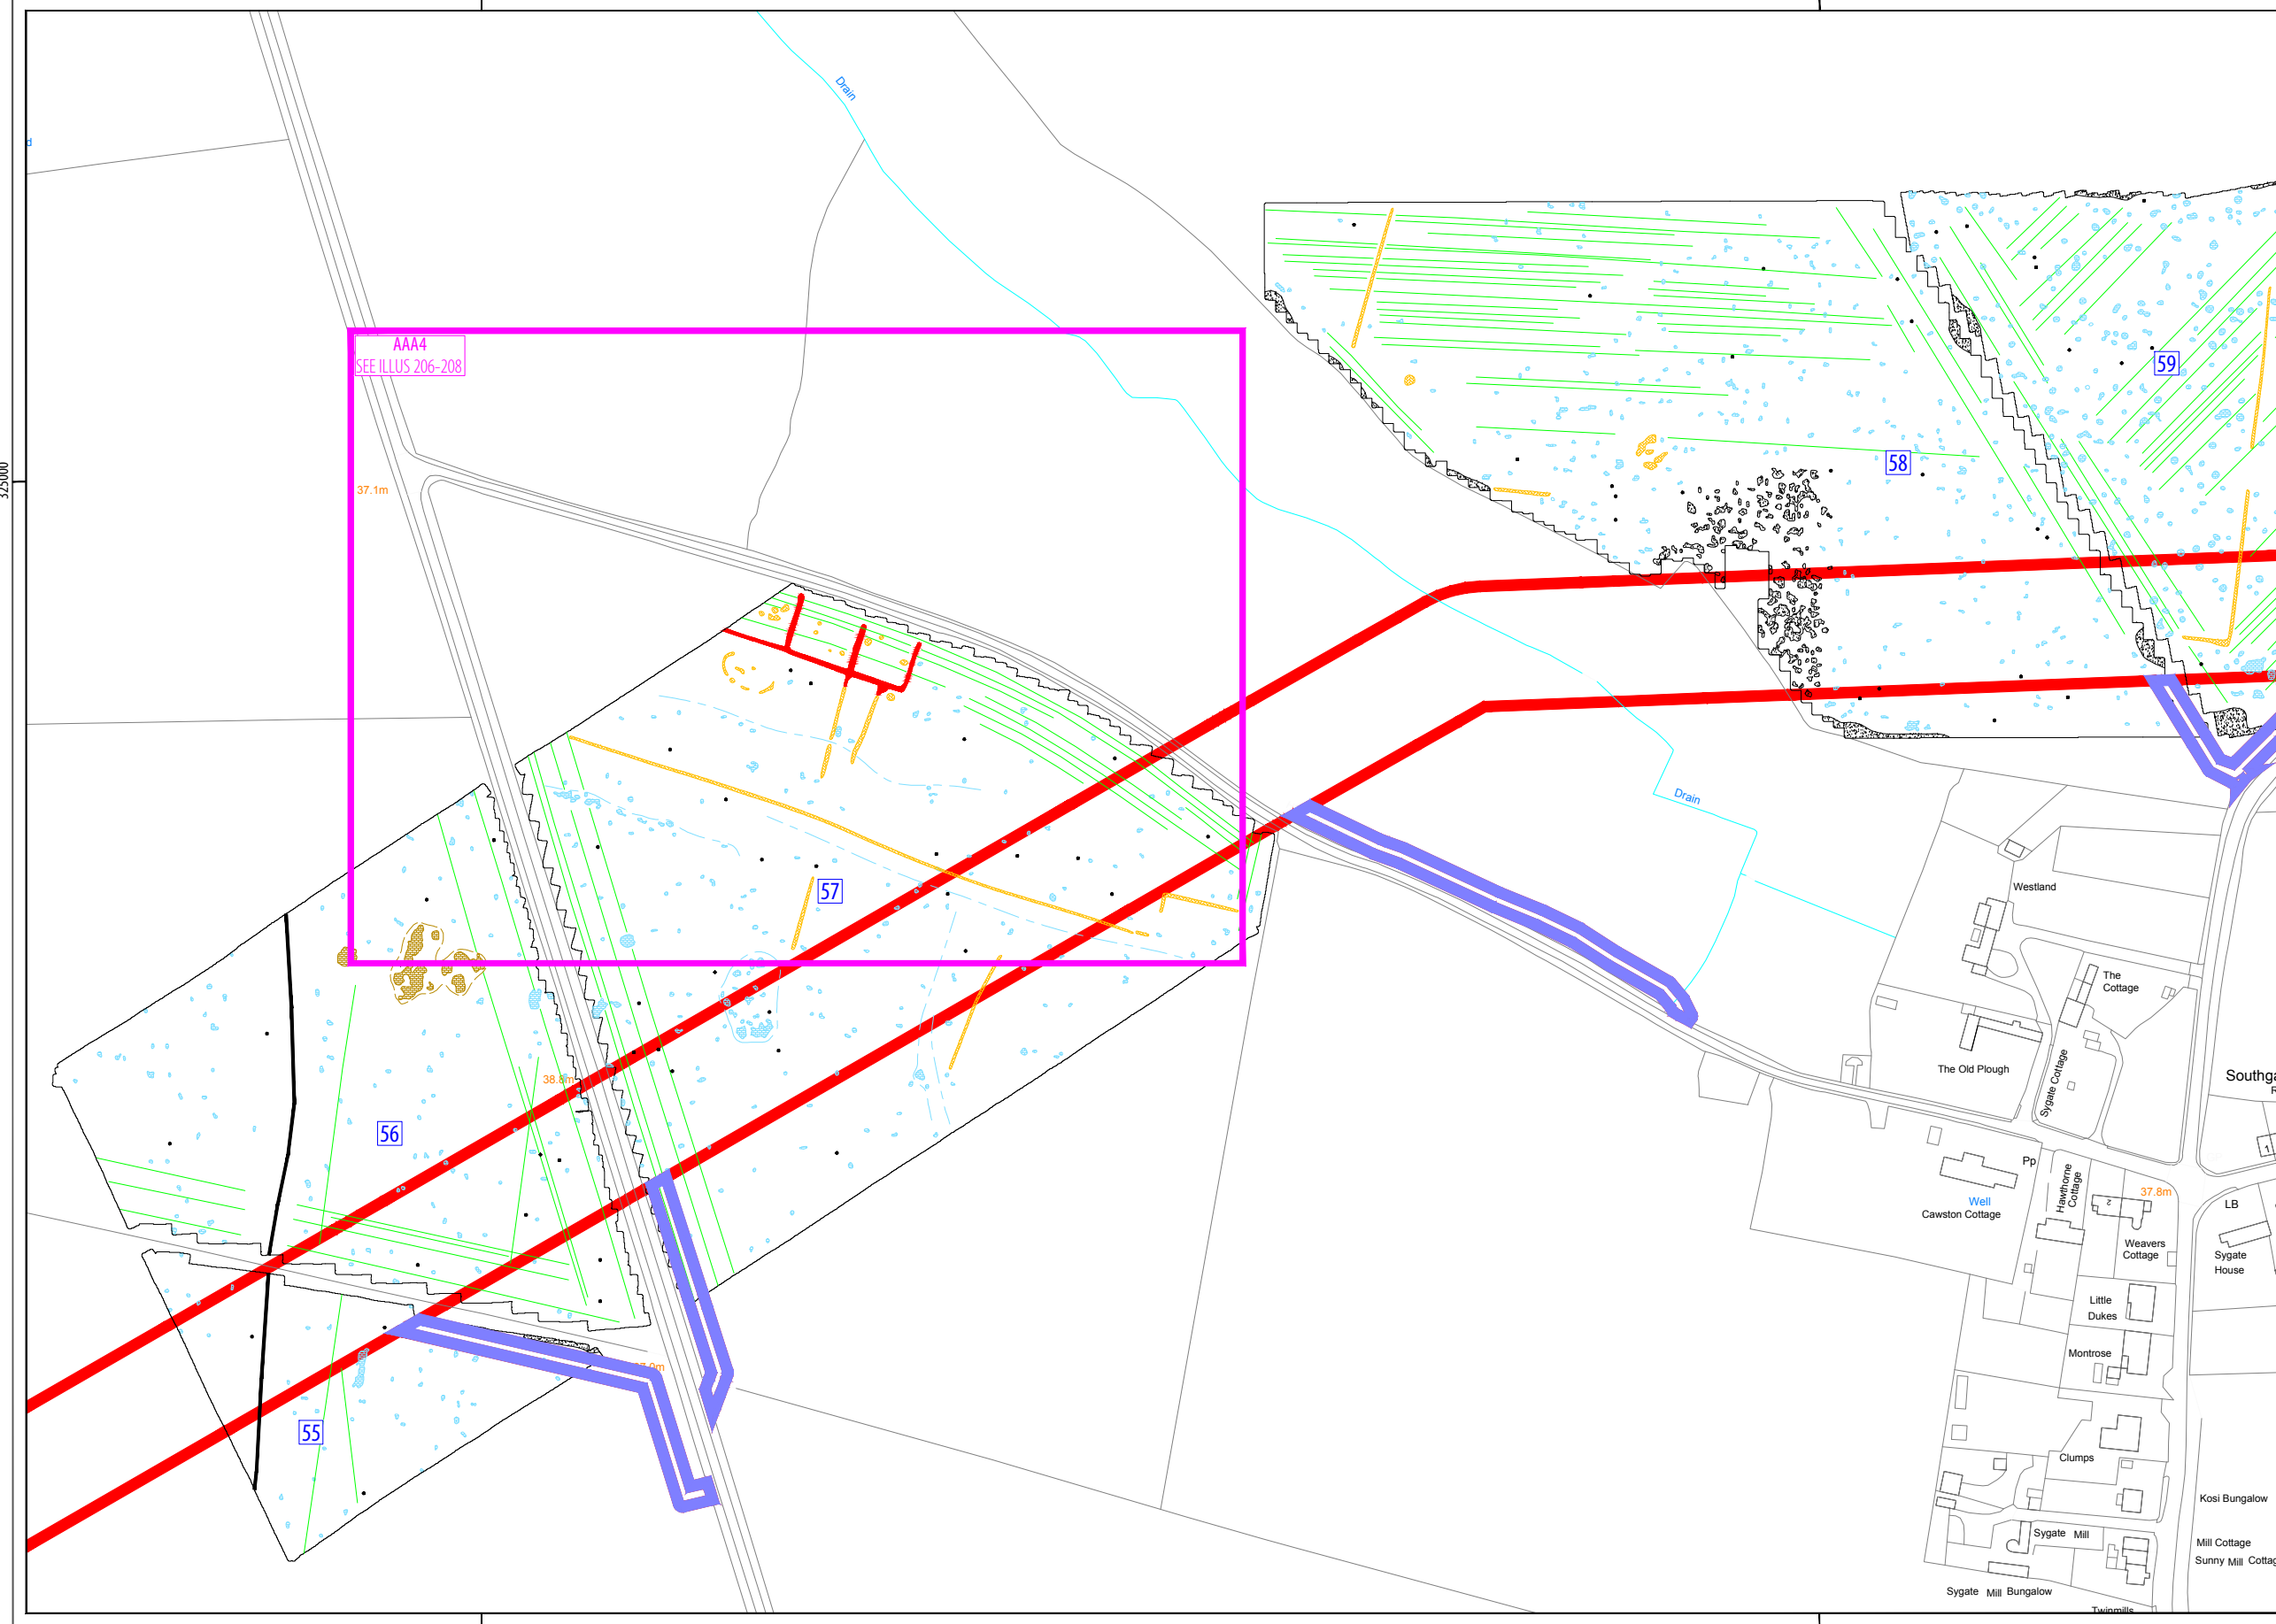 Drain
d
AAA4
SEE ILLUS 206-208
59
58
325000
37.1m
Drain
57
Westland
The
Cottage
The Old Plough
Sygate Cottage
Southga
R
38.8m
56
1
Pp
Hawthorne
Cottage
37.8m
2
Well
Cawston Cottage
LB
Weavers
Cottage
Sygate
House
Little
Dukes
Montrose
55
Clumps
Kosi Bungalow
Sygate Mill
Mill Cottage
Sunny Mill Cottag
Sygate Mill Bungalow
Twinmills